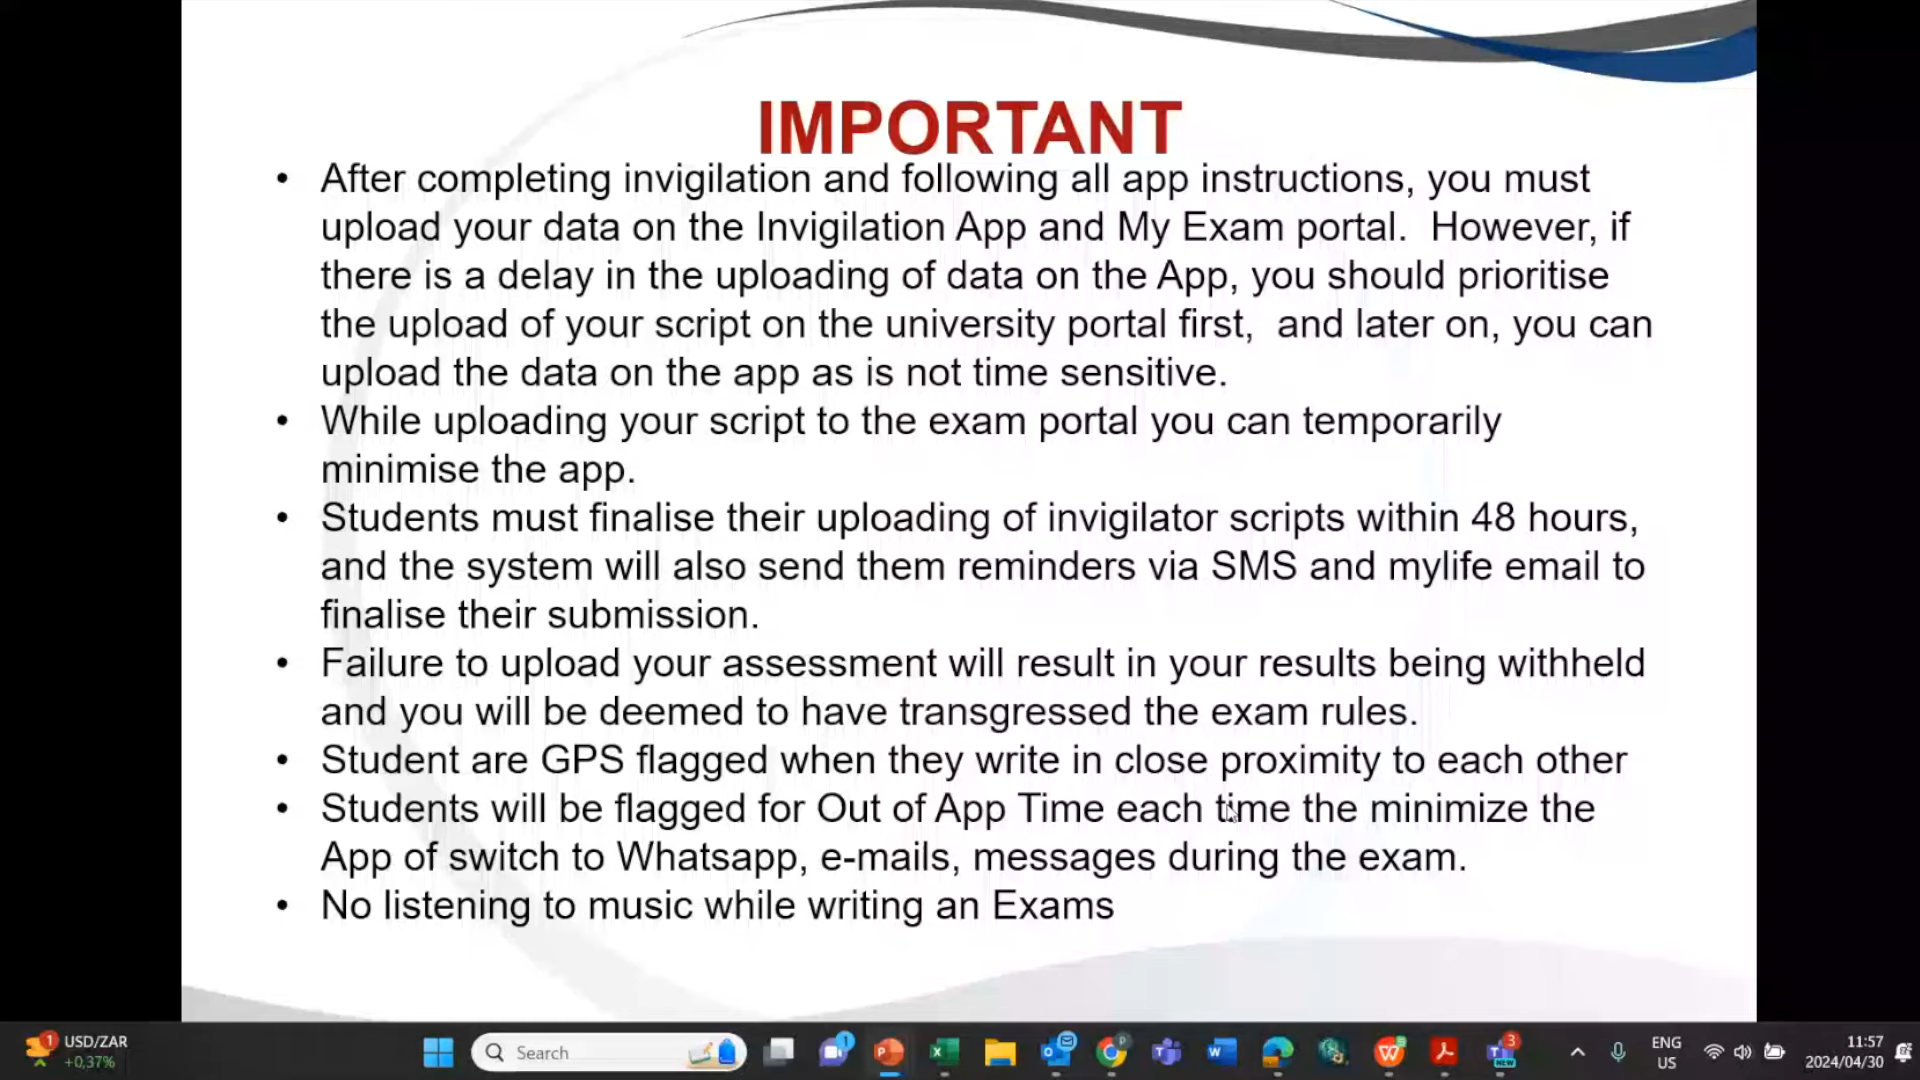 IMPORTANT
• After completing invigilation and following all app instructions, you must
upload your data on the Invigilation App and My Exam portal. However, if
there is a delay in the uploading of data on the App, you should prioritise
the upload of your script on the university portal first, and later on, you can
upload the data on the app as is not time sensitive.
• While uploading your script to the exam portal you can temporarily
minimise the app.
• Students must finalise their uploading of invigilator scripts within 48 hours,
and the system will also send them reminders via SMS and mylife email to
finalise their submission.
• Failure to upload your assessment will result in your results being withheld
and you will be deemed to have transgressed the exam rules.
• Student are GPS flagged when they write in close proximity to each other
• Students will be flagged for Out of App Time each time the minimize the
App of switch to Whatsapp, e-mails, messages during the exam.
• No listening to music while writing an Exams
1
USD/ZAR
+0,37%
Search
1
3
NEW
ENG
US
11:57
2024/04/30